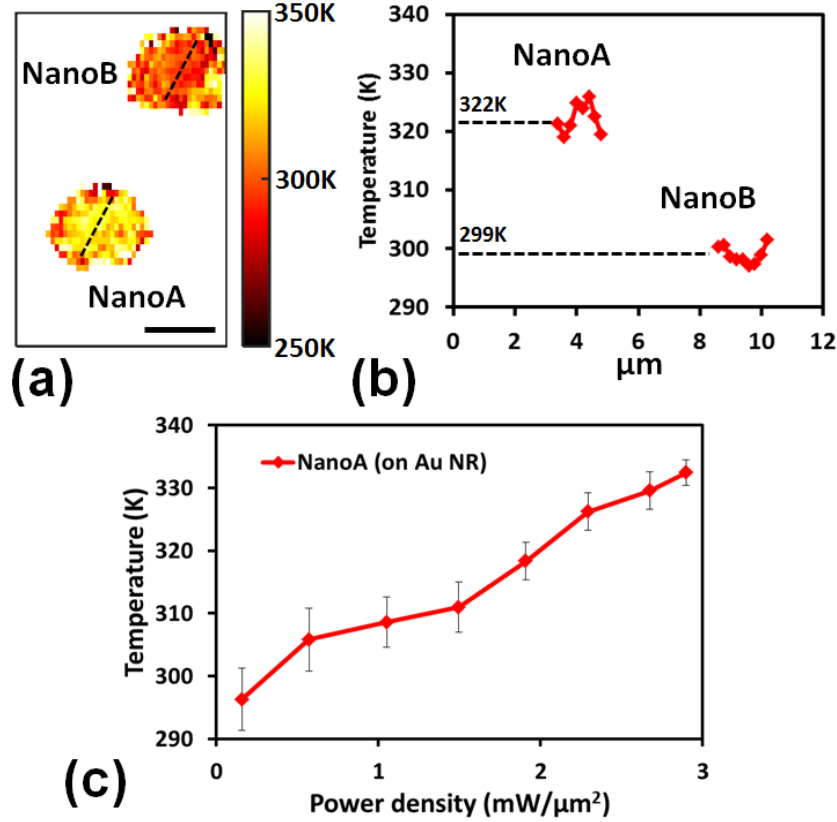 NanoB
NanoA
350K
300K
250K
(a)
Temperature (K)
340
330
320
310
300
290
NanoA
322K
NanoB
299K
0 2 4 6 8 10 12
μm
(b)
Temperature (K)
340
330
320
310
300
290
NanoA (on Au NR)
0 1 2 3
Power density (mW/μm²)
(c)